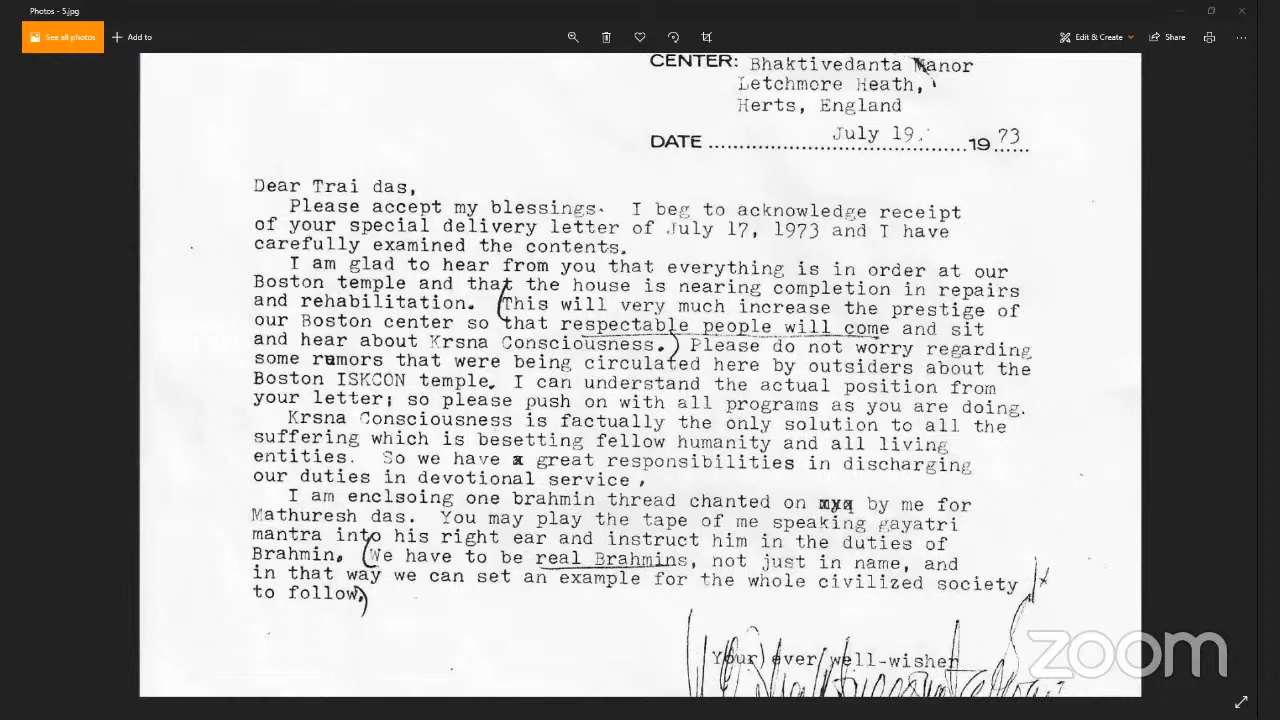 Photos - 5.jpg
See all photos
Add to
Edit & Create
Share
CENTER: Bhaktivedanta Manor
Letchmore Heath,
Herts, England
DATE July 19, 1973
Dear Trai das,
Please accept my blessings. I beg to acknowledge receipt
of your special delivery letter of July 17, 1973 and I have
carefully examined the contents.
I am glad to hear from you that everything is in order at our
Boston temple and that the house is nearing completion in repairs
and rehabilitation. (This will very much increase the prestige of
our Boston center so that respectable people will come and sit
and hear about Krsna Consciousness.) Please do not worry regarding
some rumors that were being circulated here by outsiders about the
Boston ISKCON temple. I can understand the actual position from
your letter; so please push on with all programs as you are doing.
Krsna Consciousness is factually the only solution to all the
suffering which is besetting fellow humanity and all living
entities. So we have great responsibilities in discharging
our duties in devotional service,
I am enclsoing one brahmin thread chanted on by me for
Mathuresh das. You may play the tape of me speaking gayatri
mantra into his right ear and instruct him in the duties of
Brahmin. (We have to be real Brahmins, not just in name, and
in that way we can set an example for the whole civilized society
to follow.)
Your ever well-wisher
zoom